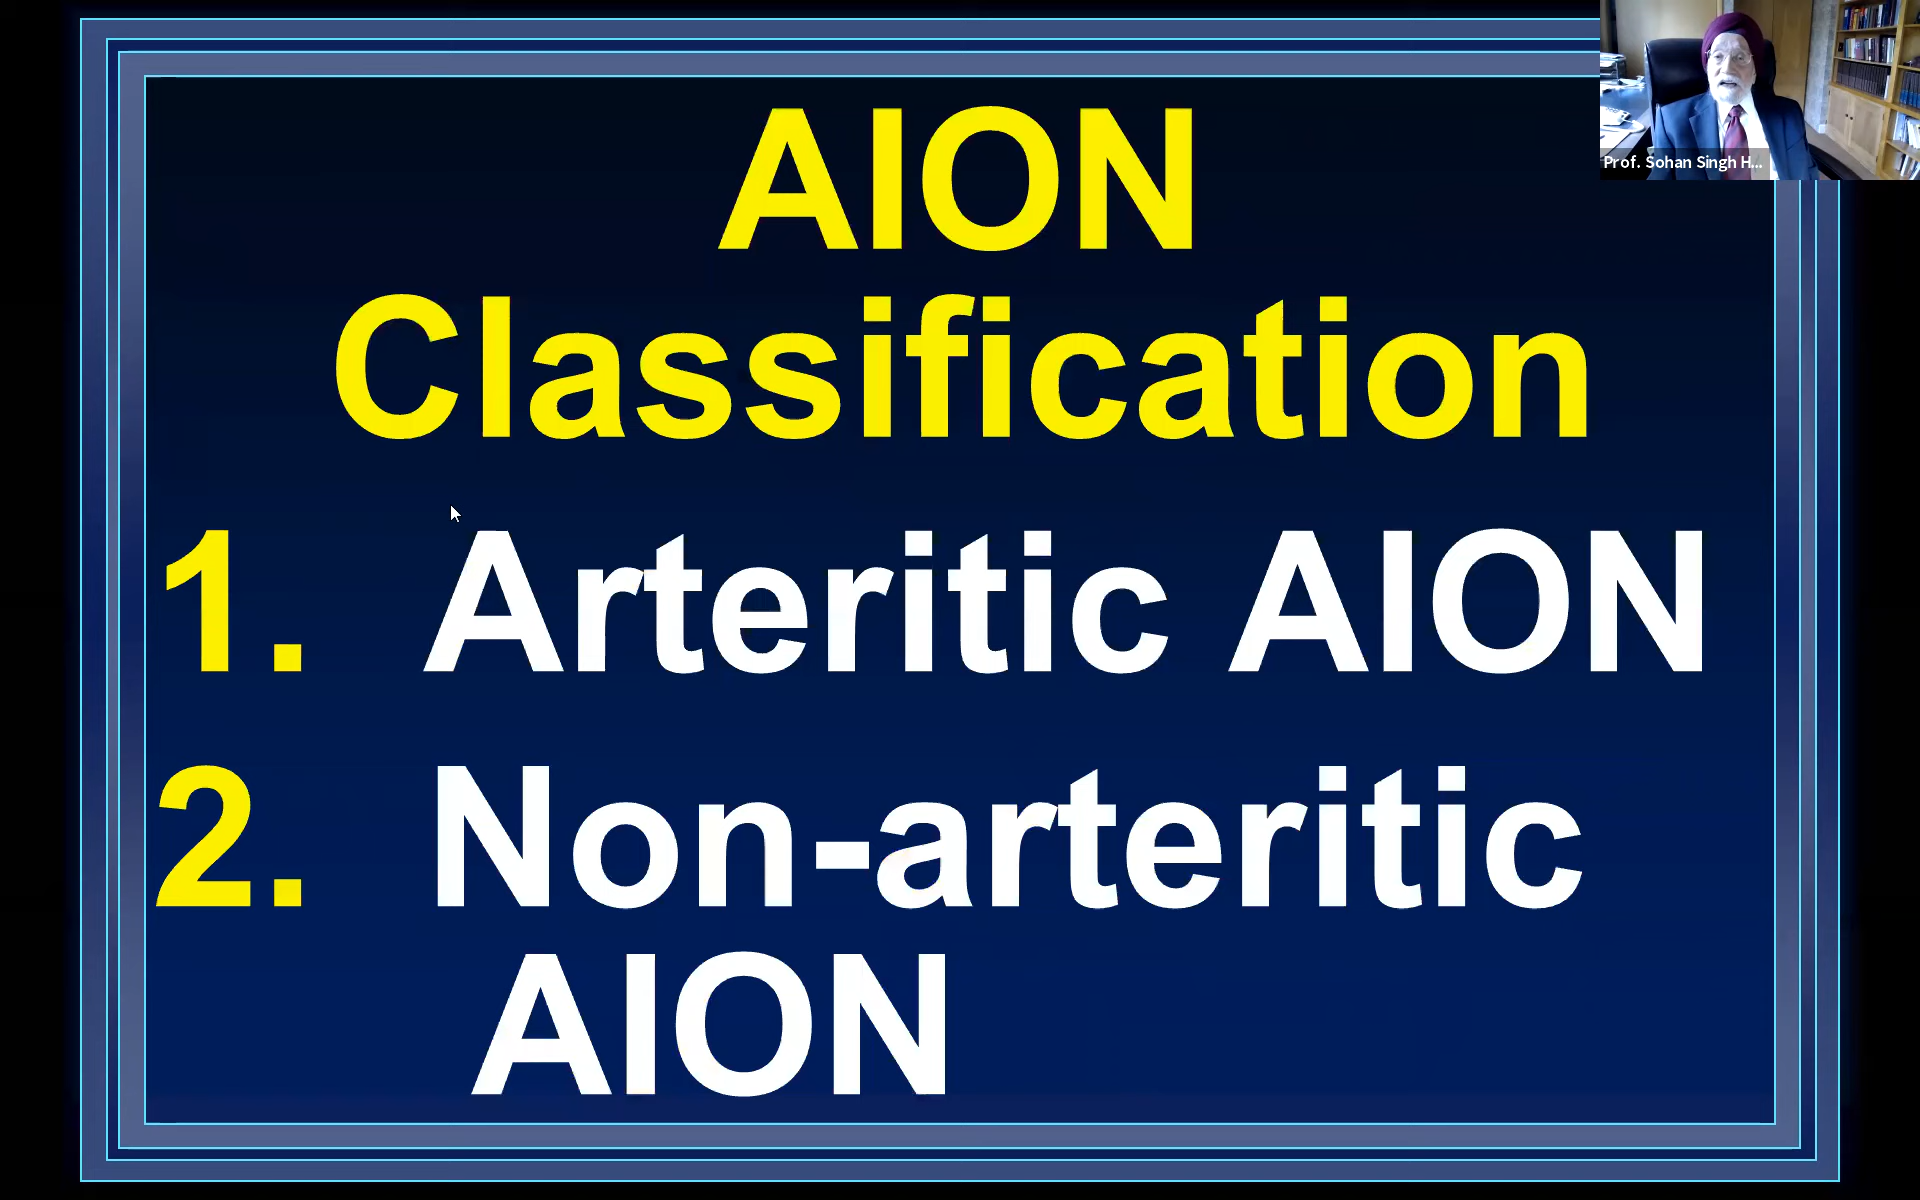 AION
Classification
1. Arteritic AION
2. Non-arteritic
AION
Prof. Sohan Singh H...